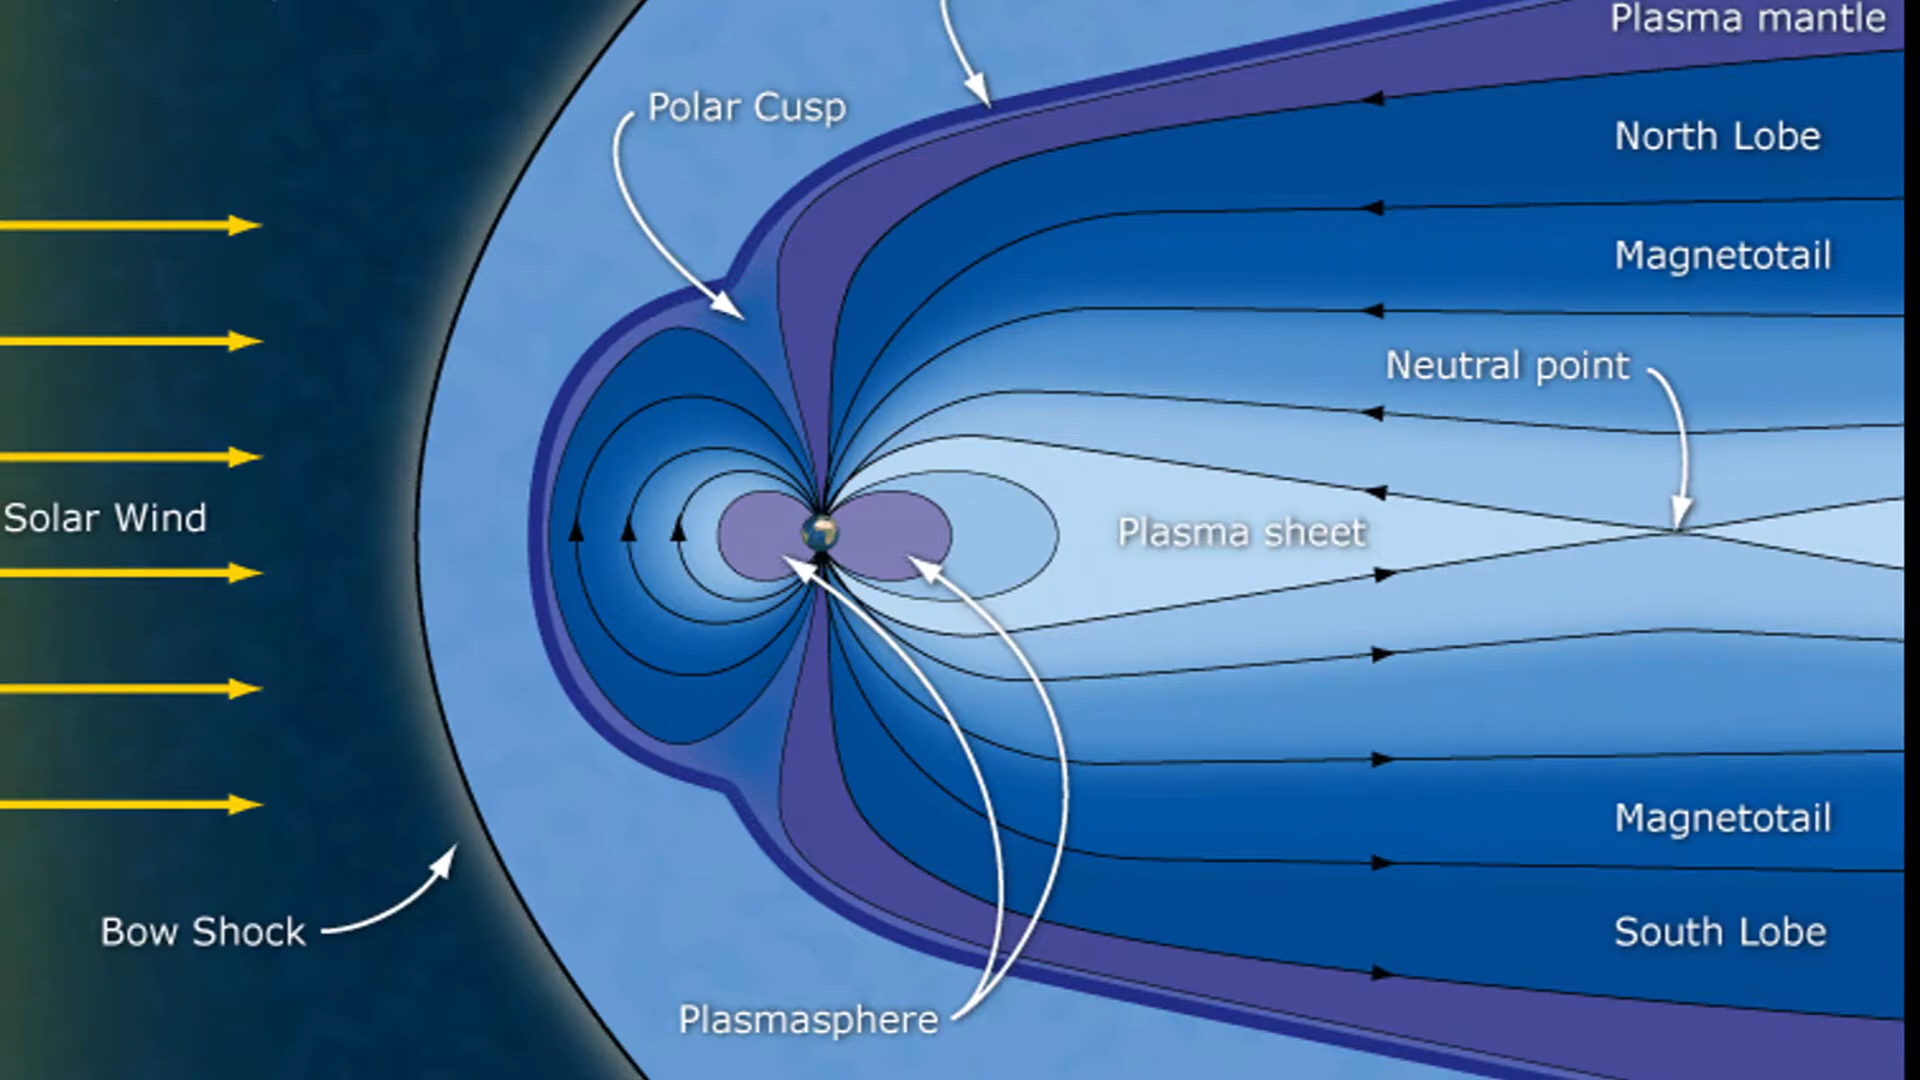 Plasma mantle
Polar Cusp
North Lobe
Magnetotail
Neutral point
Solar Wind
Plasma sheet
Magnetotail
Bow Shock
South Lobe
Plasmasphere